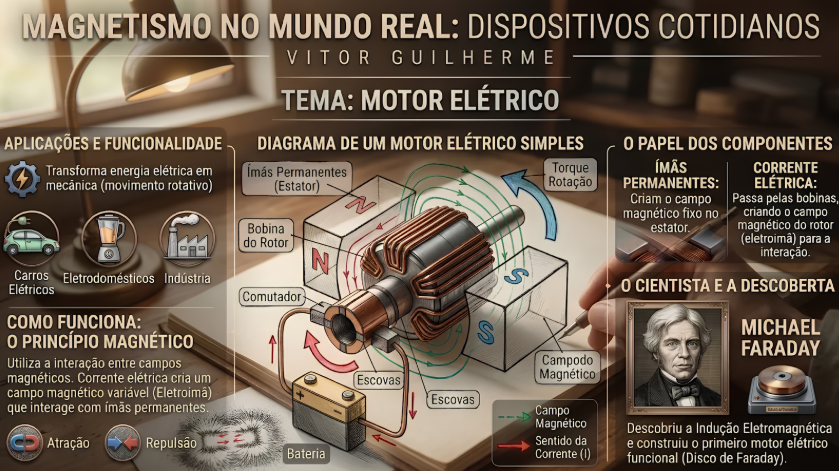 MAGNETISMO NO MUNDO REAL: DISPOSITIVOS COTIDIANOS
VITOR GUILHERME
TEMA: MOTOR ELÉTRICO
APLICAÇÕES E FUNCIONALIDADE
Transforma energia elétrica em
mecânica (movimento rotativo)
Carros
Elétricos
Eletrodomésticos
Indústria
COMO FUNCIONA:
O PRINCÍPIO MAGNÉTICO
Utiliza a interação entre campos
magnéticos. Corrente elétrica cria um
campo magnético variável (Eletroimã)
que interage com ímãs permanentes.
Atração
Repulsão
DIAGRAMA DE UM MOTOR ELÉTRICO SIMPLES
Ímás Permanentes
(Estator)
Torque
Rotação
Bobina
do Rotor
N
N
S
S
Comutador
Escovas
Escovas
Campodo
Magnético
+
-
Bateria
Campo
Magnético
Sentido da
Corrente (I)
O PAPEL DOS COMPONENTES
ÍMÃS
PERMANENTES:
Criam o campo
magnético fixo no
estator.
CORRENTE
ELÉTRICA:
Passa pelas bobinas,
criando o campo
magnético do rotor
(eletroimã) para a
interação.
O CIENTISTA E A DESCOBERTA
MICHAEL
FARADAY
Descobriu a Indução Eletromagnética
e construiu o primeiro motor elétrico
funcional (Disco de Faraday).